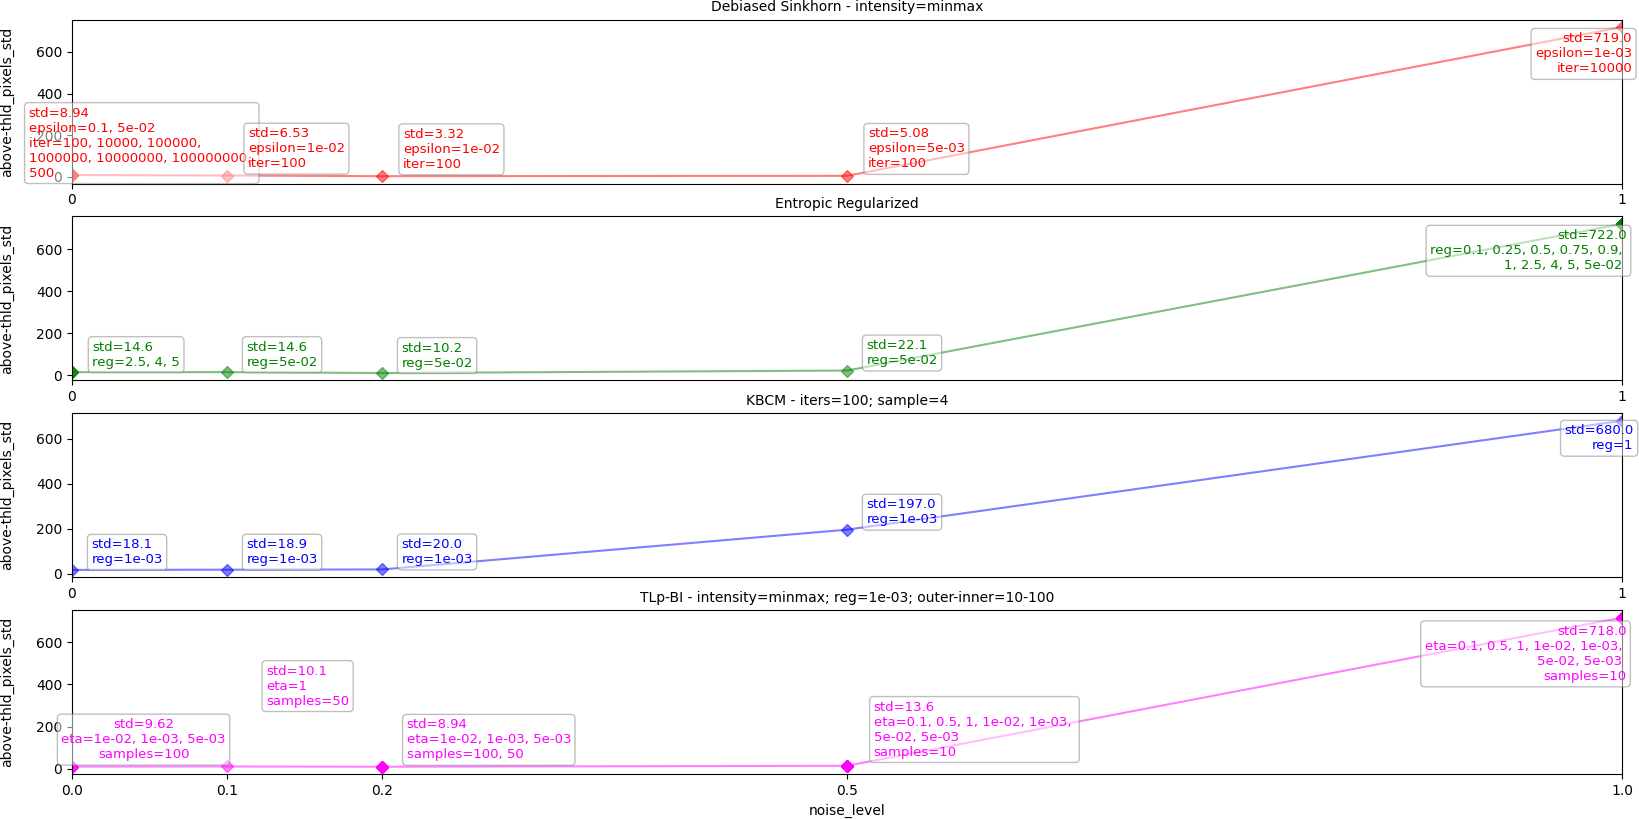 Debiased Sinkhorn - intensity=minmax
above-thld_pixels_std
600
400
200
0
std=8.94
epsilon=0.1, 5e-02
iter=100, 10000, 100000,
1000000, 10000000, 100000000,
500
std=6.53
epsilon=1e-02
iter=100
std=3.32
epsilon=1e-02
iter=100
std=5.08
epsilon=5e-03
iter=100
std=719.0
epsilon=1e-03
iter=10000
0 1
Entropic Regularized
above-thld_pixels_std
600
400
200
0
std=14.6
reg=2.5, 4, 5
std=14.6
reg=5e-02
std=10.2
reg=5e-02
std=22.1
reg=5e-02
std=722.0
reg=0.1, 0.25, 0.5, 0.75, 0.9,
1, 2.5, 4, 5, 5e-02
0 1
KBCM - iters=100; sample=4
above-thld_pixels_std
600
400
200
0
std=18.1
reg=1e-03
std=18.9
reg=1e-03
std=20.0
reg=1e-03
std=197.0
reg=1e-03
std=680.0
reg=1
0 1
TLp-BI - intensity=minmax; reg=1e-03; outer-inner=10-100
above-thld_pixels_std
600
400
200
0
std=9.62
eta=1e-02, 1e-03, 5e-03
samples=100
std=10.1
eta=1
samples=50
std=8.94
eta=1e-02, 1e-03, 5e-03
samples=100, 50
std=13.6
eta=0.1, 0.5, 1, 1e-02, 1e-03,
5e-02, 5e-03
samples=10
std=718.0
eta=0.1, 0.5, 1, 1e-02, 1e-03,
5e-02, 5e-03
samples=10
0.0 0.1 0.2 0.5 1.0
noise_level